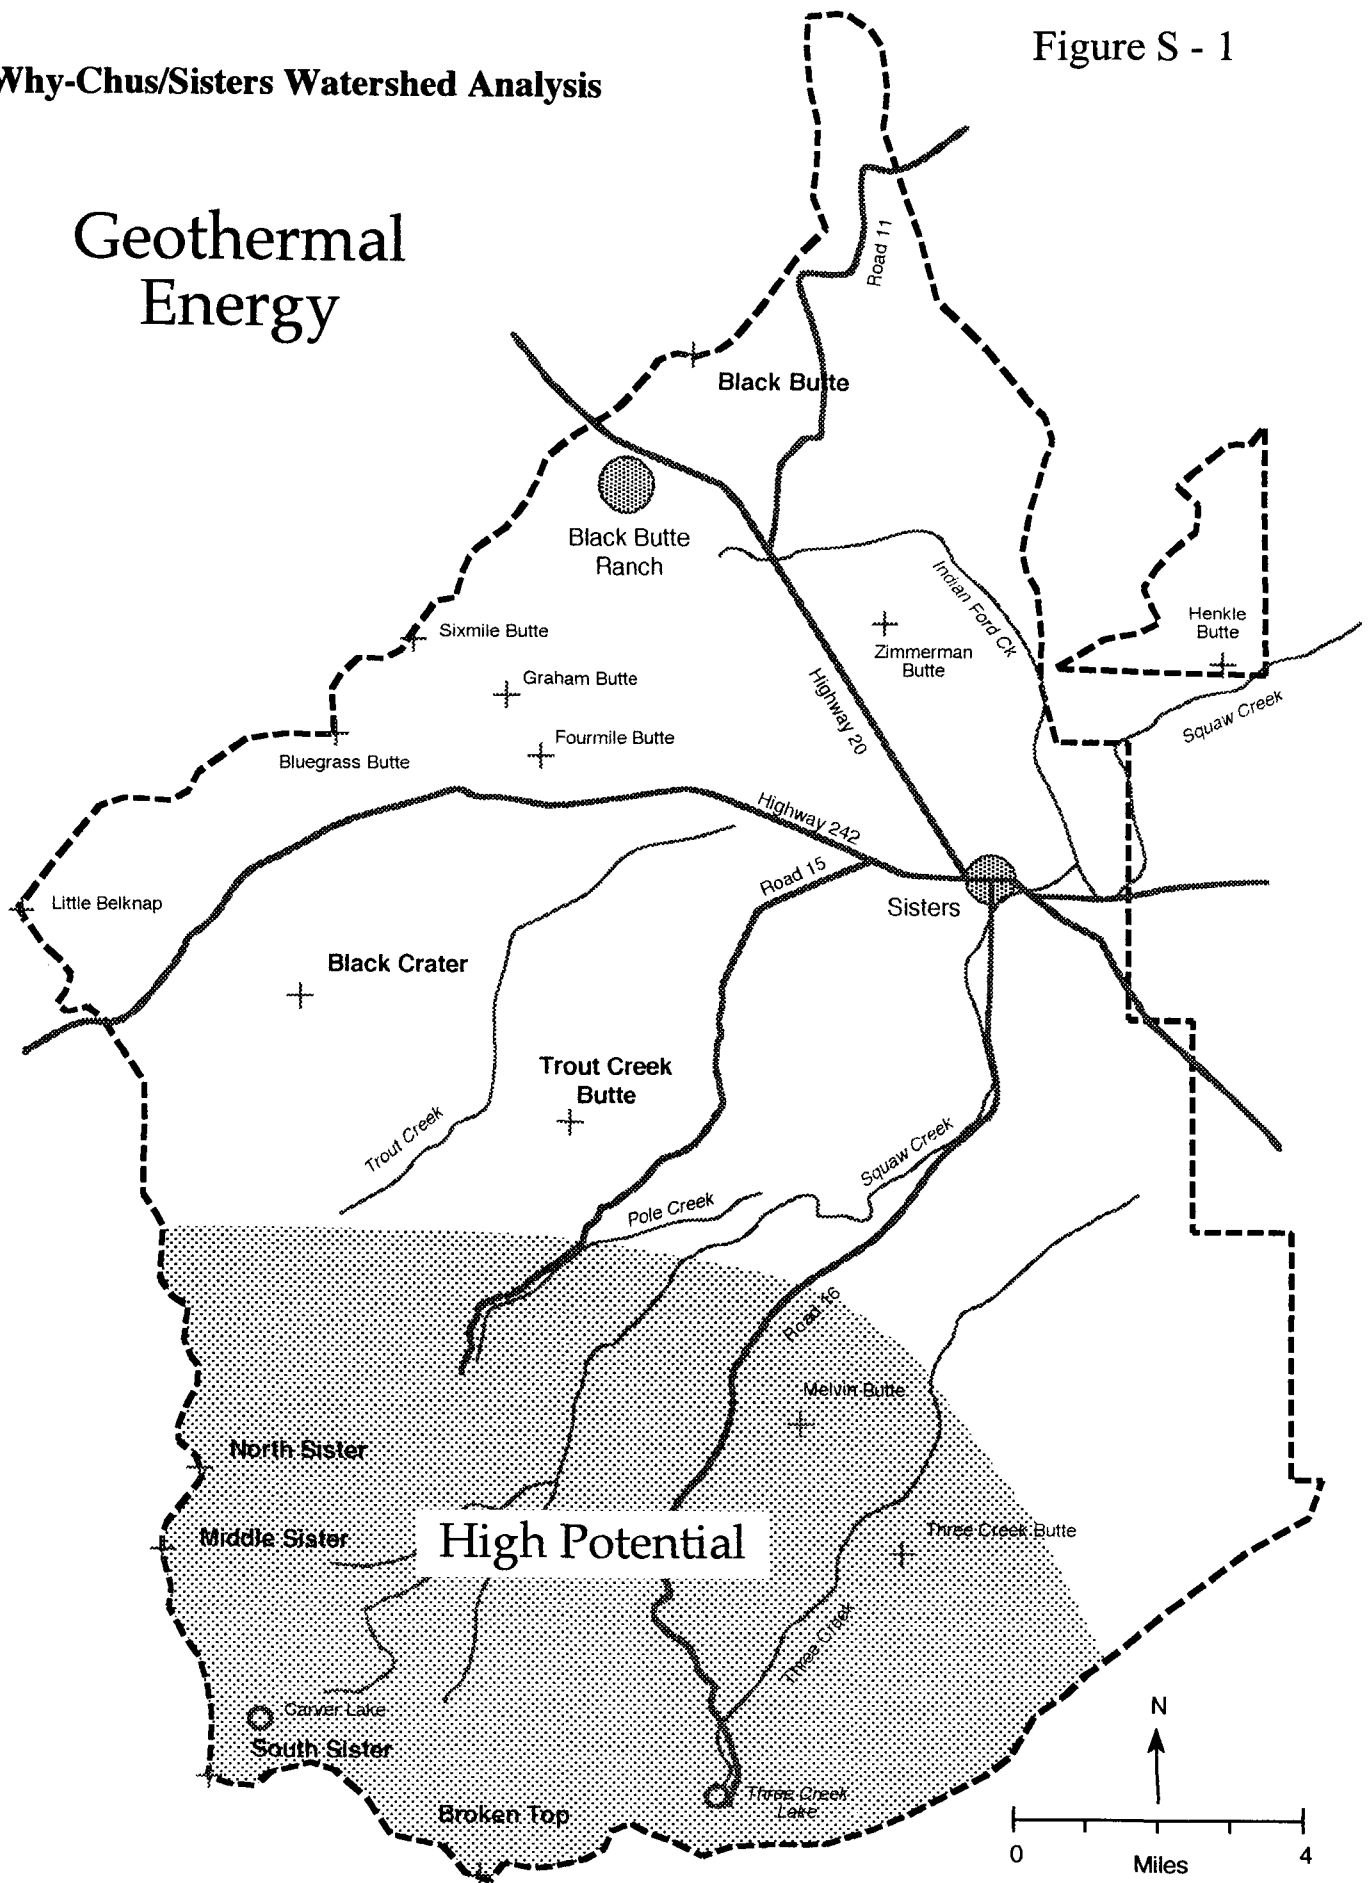 Figure S - 1
Why-Chus/Sisters Watershed Analysis
Geothermal
Energy
Road 11
Black Butte
Black Butte
Ranch
Indian Ford Ck
Henkle
Butte
Sixmile Butte
Zimmerman
Butte
Graham Butte
Highway 20
Squaw Creek
Fourmile Butte
Bluegrass Butte
Highway 242
Road 15
Little Belknap
Sisters
Black Crater
Trout Creek
Butte
Trout Creek
Squaw Creek
Pole Creek
Road 16
Melvin Butte
North Sister
Middle Sister
High Potential
Three Creek Butte
Three Creek
Carver Lake
South Sister
Three Creek
Lake
Broken Top
N
0
4
Miles